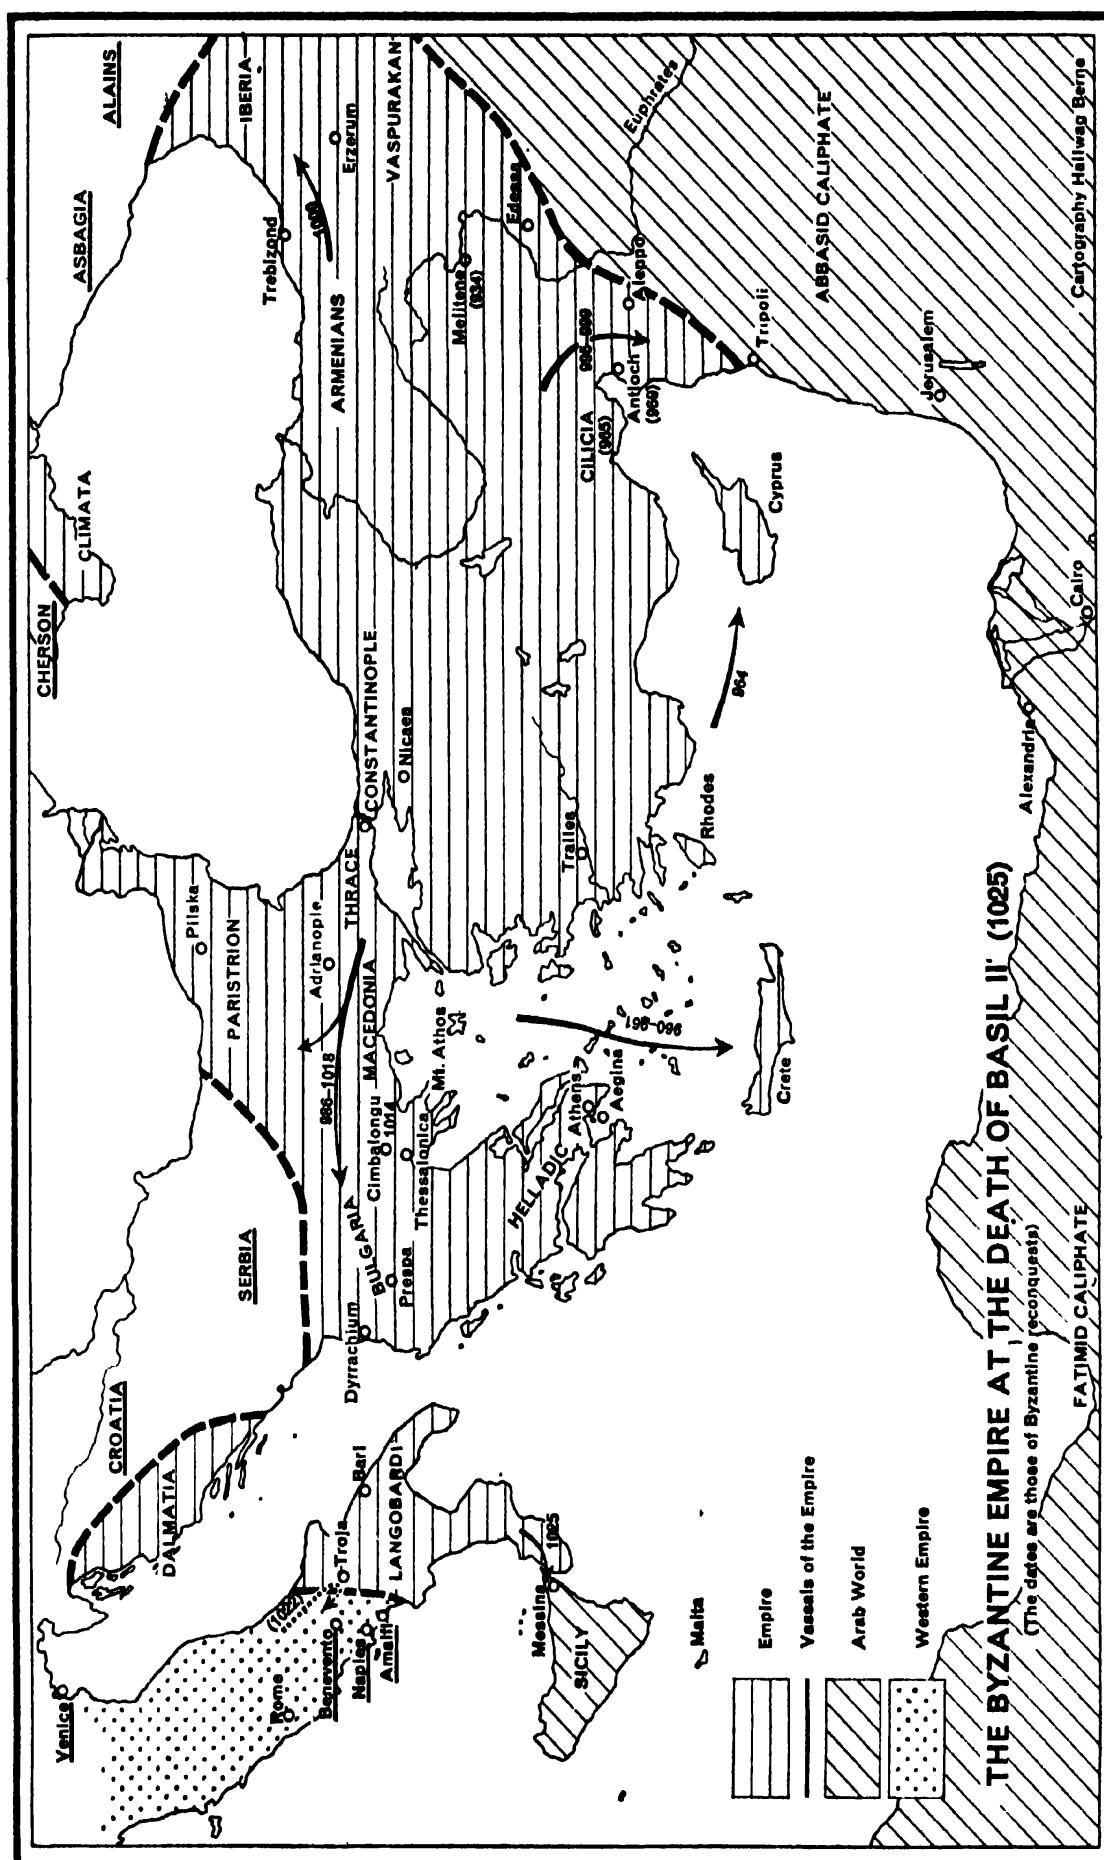 Venice
CROATIA
SERBIA
CHERSON
CLIMATA
ASBAGIA
ALAINS
DALMATIA
PARISTRION
Pilska
Trebizond
IBERIA
1000
Erzerum
Rome
(1022)
Benevento
Naples
Amalfi
Troja
Bari
LANGOBARDI
Dyrrachium
BULGARIA
Prespa
986-1018
Cimbalongu
1014
Thessalonica
MACEDONIA
Adrianople
THRACE
CONSTANTINOPLE
Nicaea
ARMENIANS
VASPURAKAN
Melitene
(934)
Edessa
Euphrates
Mt. Athos
HELLADIC
Athens
Aegina
960-961
Tralles
Rhodes
CILICIA
(965)
995-999
Antioch
(969)
Aleppo
Tripoli
ABBASID CALIPHATE
Messina
1025
SICILY
Malta
Crete
964
Cyprus
Jerusalem
Alexandria
Cairo
FATIMID CALIPHATE
Empire
Vassals of the Empire
Arab World
Western Empire
THE BYZANTINE EMPIRE AT THE DEATH OF BASIL II' (1025)
(The dates are those of Byzantine reconquests)
Cartography Hallwag Berne